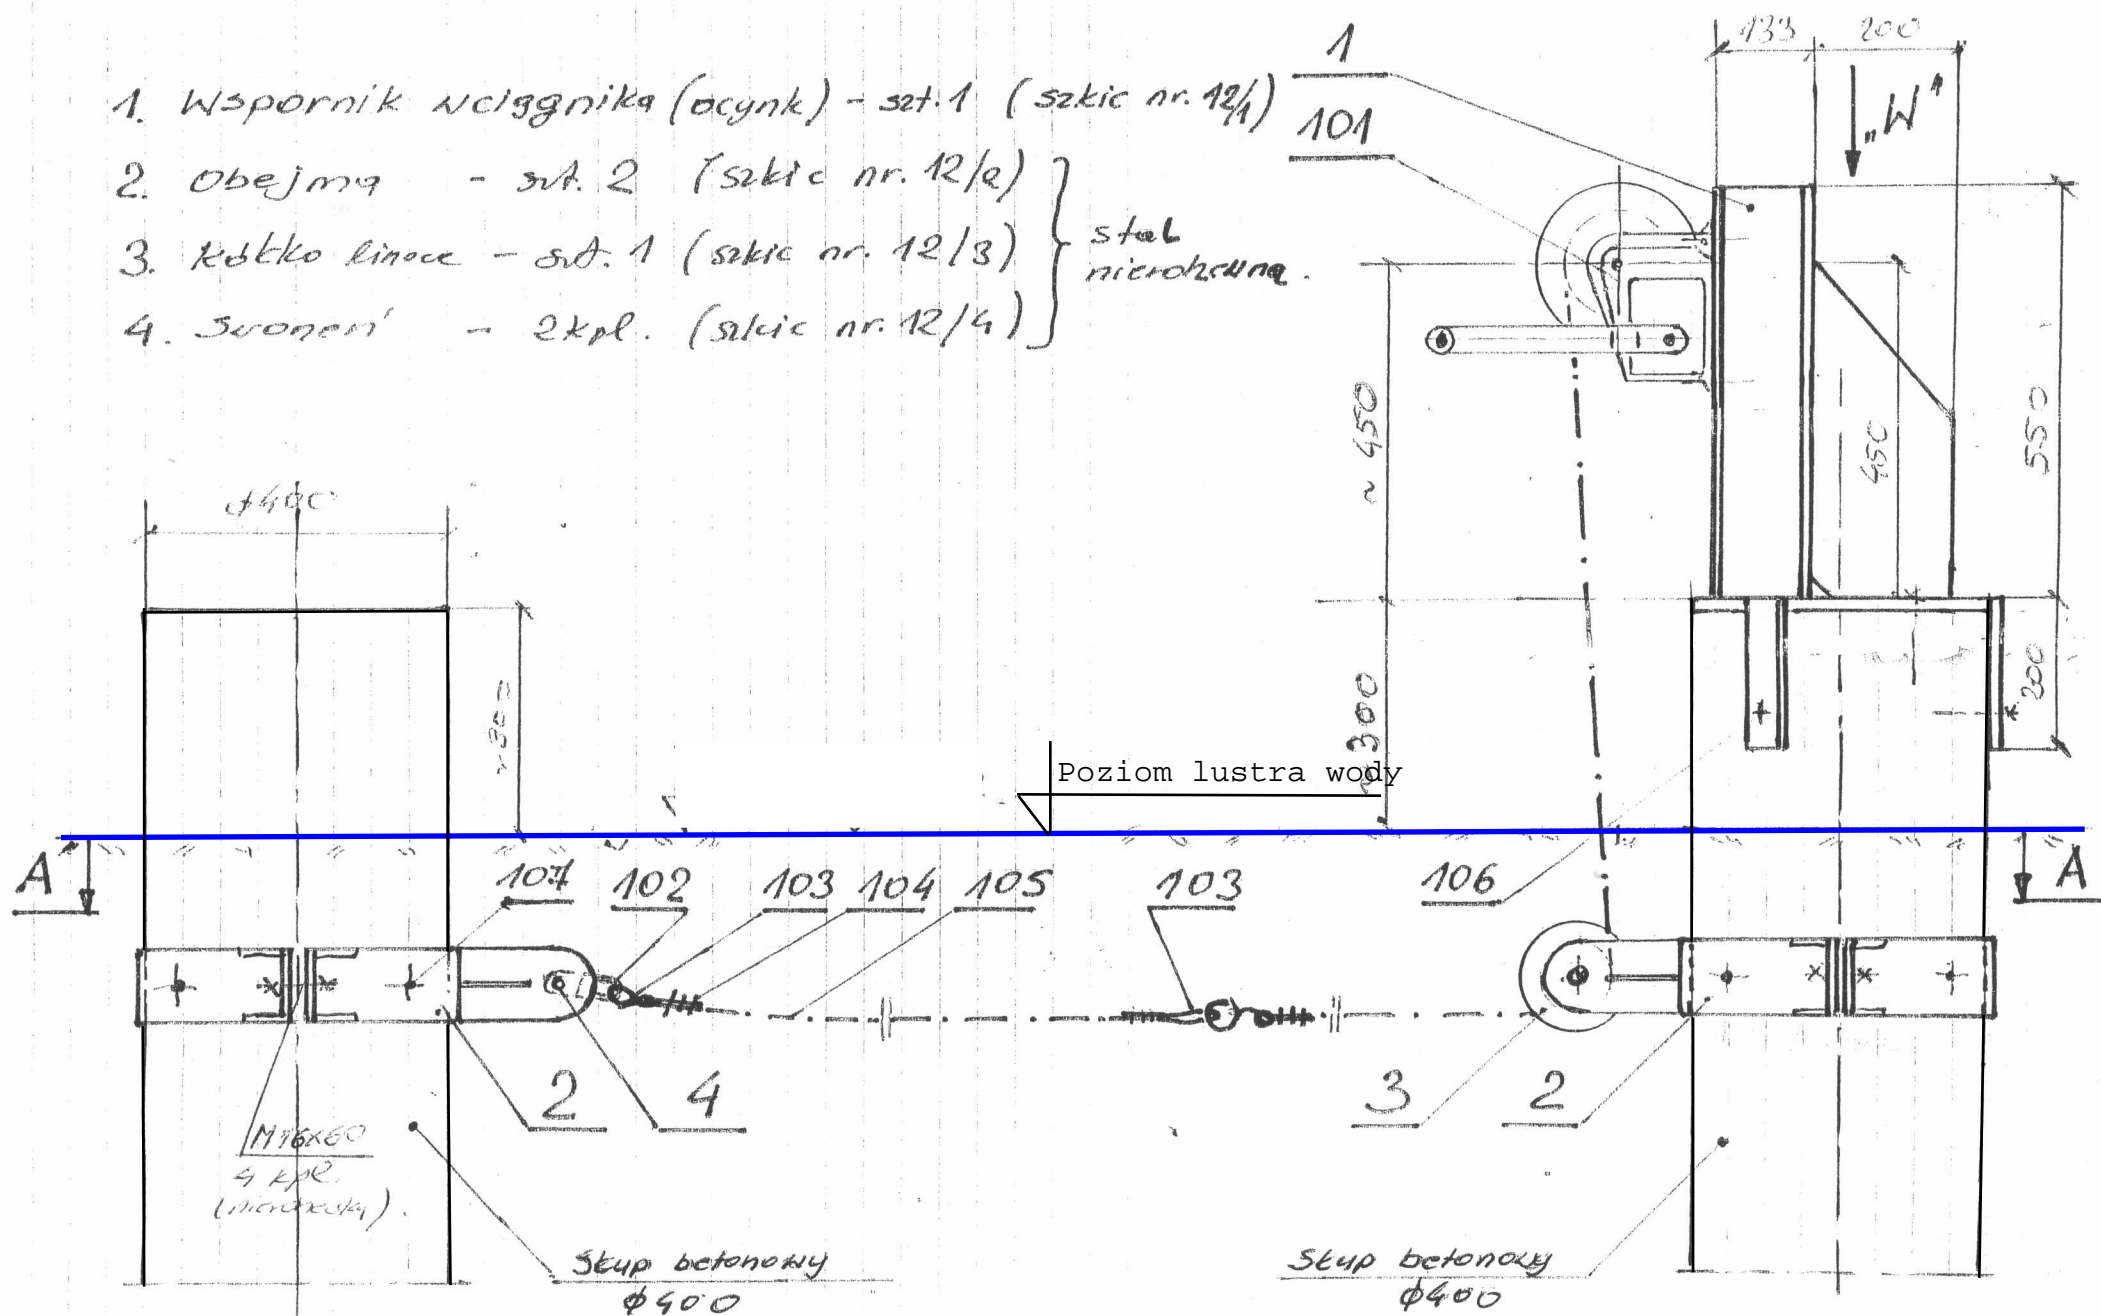 1. Wspornik wciągnika (ocynk) - szt. 1 (szkic nr. 12/1)
2. Obejma - szt. 2 (szkic nr. 12/2)
3. Kółko linowe - szt. 1 (szkic nr. 12/3)
4. Sworzeń - 2 kpl. (szkic nr. 12/4)
stal
nierdzewna.
1
101
133
200
„W"
~450
450
550
ϕ400
~300
~300
200
Poziom lustra wody
A
A
107
102
103
104
105
103
106
2
4
3
2
M16x60
4 kpl.
(nierdzewka).
Słup betonowy
ϕ400
Słup betonowy
ϕ400